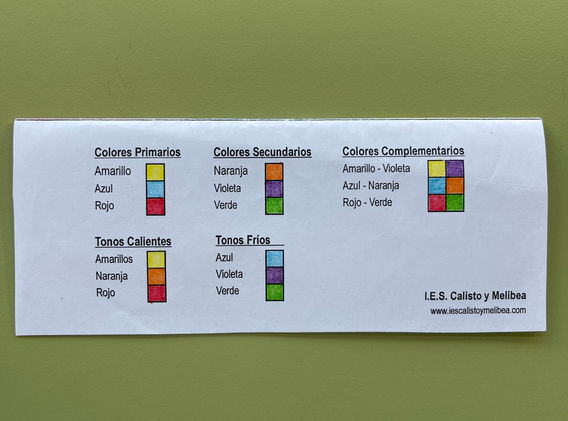 Colores Primarios
Amarillo
Azul
Rojo
Colores Secundarios
Naranja
Violeta
Verde
Colores Complementarios
Amarillo - Violeta
Azul - Naranja
Rojo - Verde
Tonos Calientes
Amarillos
Naranja
Rojo
Tonos Fríos
Azul
Violeta
Verde
I.E.S. Calisto y Melibea
www.iescalistoymelibea.com